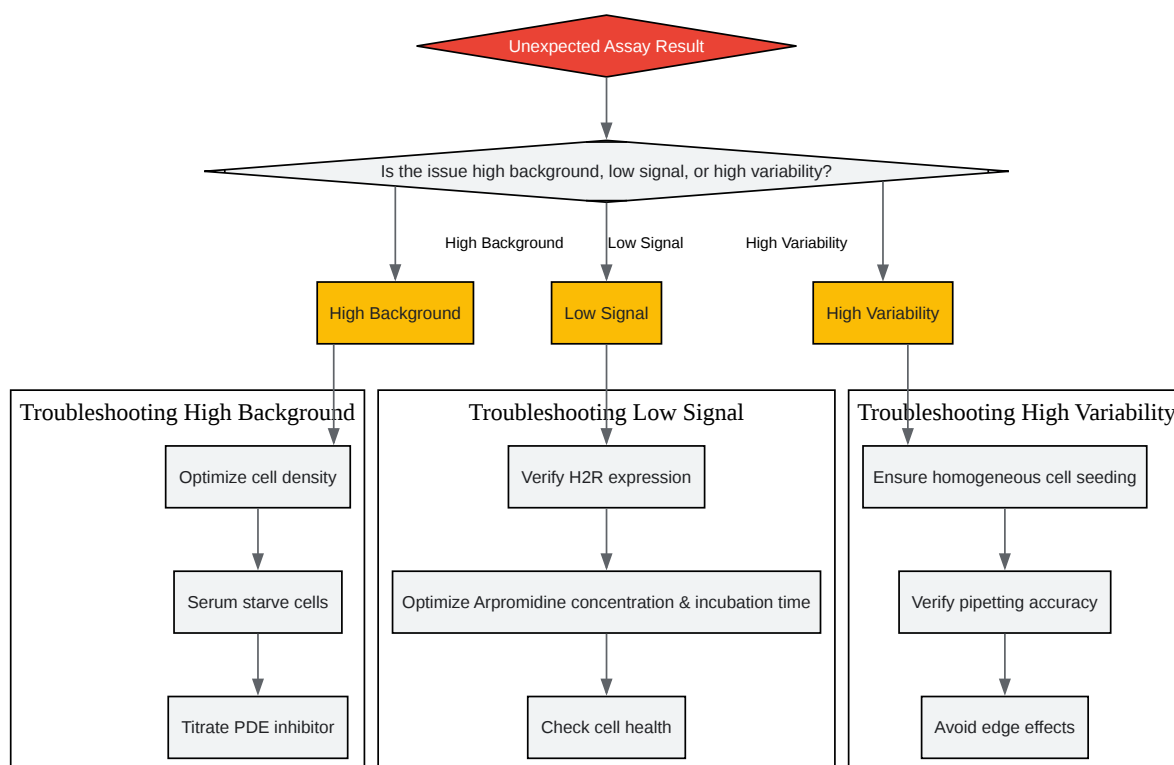 Unexpected Assay Result
Is the issue high background, low signal, or high variability?
High Background
Low Signal
High Variability
High Background
Low Signal
High Variability
Troubleshooting High Background
Troubleshooting Low Signal
Troubleshooting High Variability
Optimize cell density
Verify H2R expression
Ensure homogeneous cell seeding
Serum starve cells
Optimize Arpromidine concentration & incubation time
Verify pipetting accuracy
Titrate PDE inhibitor
Check cell health
Avoid edge effects